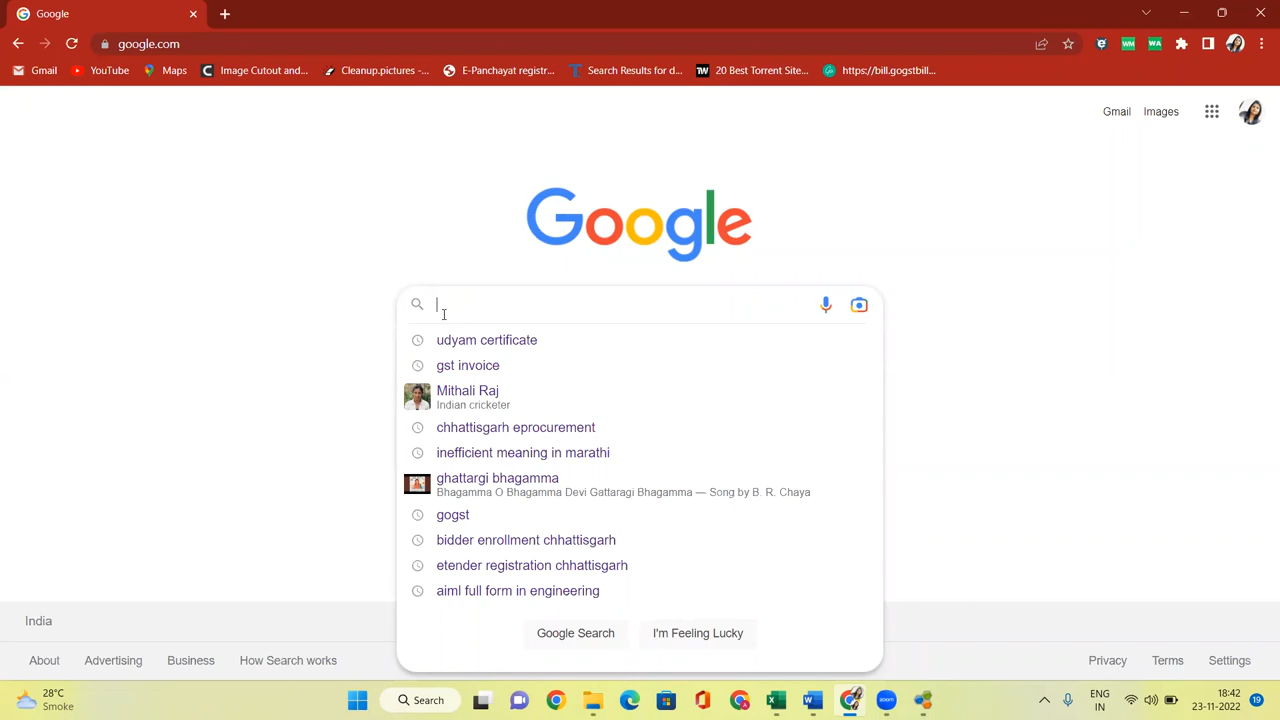 Google
google.com
Gmail
YouTube
Maps
Image Cutout and...
Cleanup.pictures -...
E-Panchayat registr...
Search Results for d...
20 Best Torrent Site...
https://bill.gogstbill...
Gmail Images
Google
udyam certificate
gst invoice
Mithali Raj
Indian cricketer
chhattisgarh eprocurement
inefficient meaning in marathi
ghattargi bhagamma
Bhagamma O Bhagamma Devi Gattaragi Bhagamma — Song by B. R. Chaya
gogst
bidder enrollment chhattisgarh
etender registration chhattisgarh
aiml full form in engineering
Google Search I'm Feeling Lucky
India
About Advertising Business How Search works Privacy Terms Settings
28°C
Smoke
Search
ENG
IN
18:42
23-11-2022
19